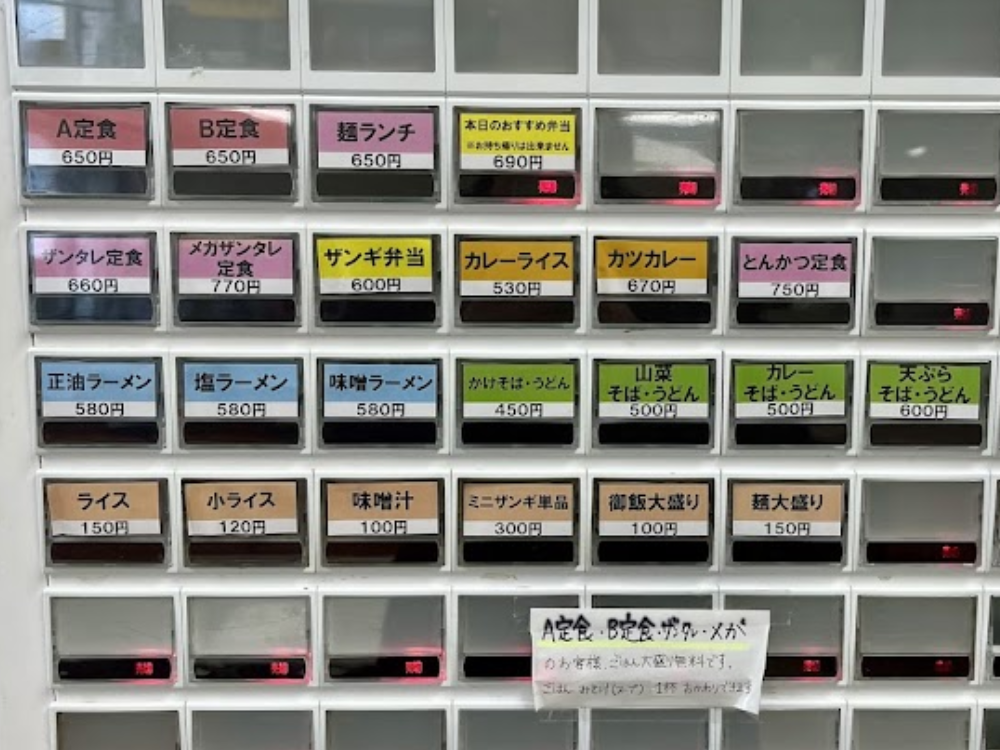 A定食
650円
B定食
650円
麺ランチ
650円
本日のおすすめ弁当
※お持ち帰りは出来ません
690円
ザンタレ定食
660円
メガザンタレ
定食
770円
ザンギ弁当
600円
カレーライス
530円
カツカレー
670円
とんかつ定食
750円
正油ラーメン
580円
塩ラーメン
580円
味噌ラーメン
580円
かけそば・うどん
450円
山菜
そば・うどん
500円
カレー
そば・うどん
500円
天ぷら
そば・うどん
600円
ライス
150円
小ライス
120円
味噌汁
100円
ミニザンギ単品
300円
御飯大盛り
100円
麺大盛り
150円
A定食・B定食・ザンタレ・メガ
のお客様、ごはん大盛り無料です。
ごはん 1杯 おかわりできます